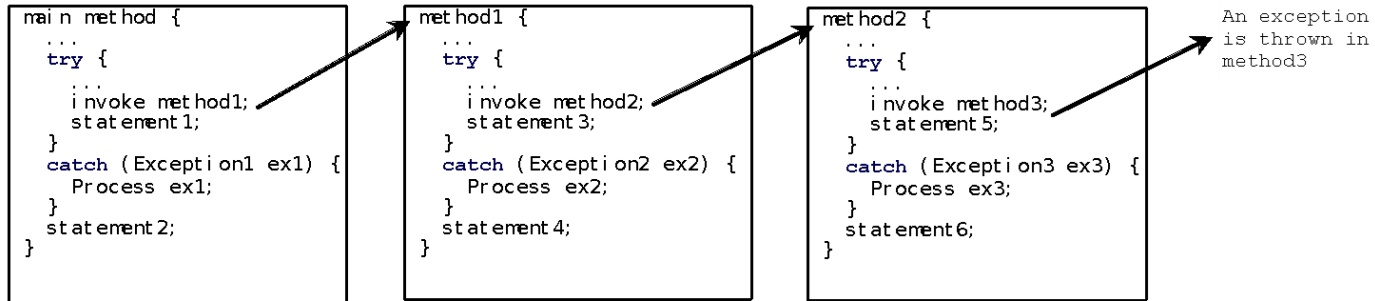 main method {
...
try {
...
invoke method1;
statement1;
}
catch (Exception1 ex1) {
Process ex1;
}
statement2;
}
method1 {
...
try {
...
invoke method2;
statement3;
}
catch (Exception2 ex2) {
Process ex2;
}
statement4;
}
method2 {
...
try {
...
invoke method3;
statement5;
}
catch (Exception3 ex3) {
Process ex3;
}
statement6;
}
An exception
is thrown in
method3